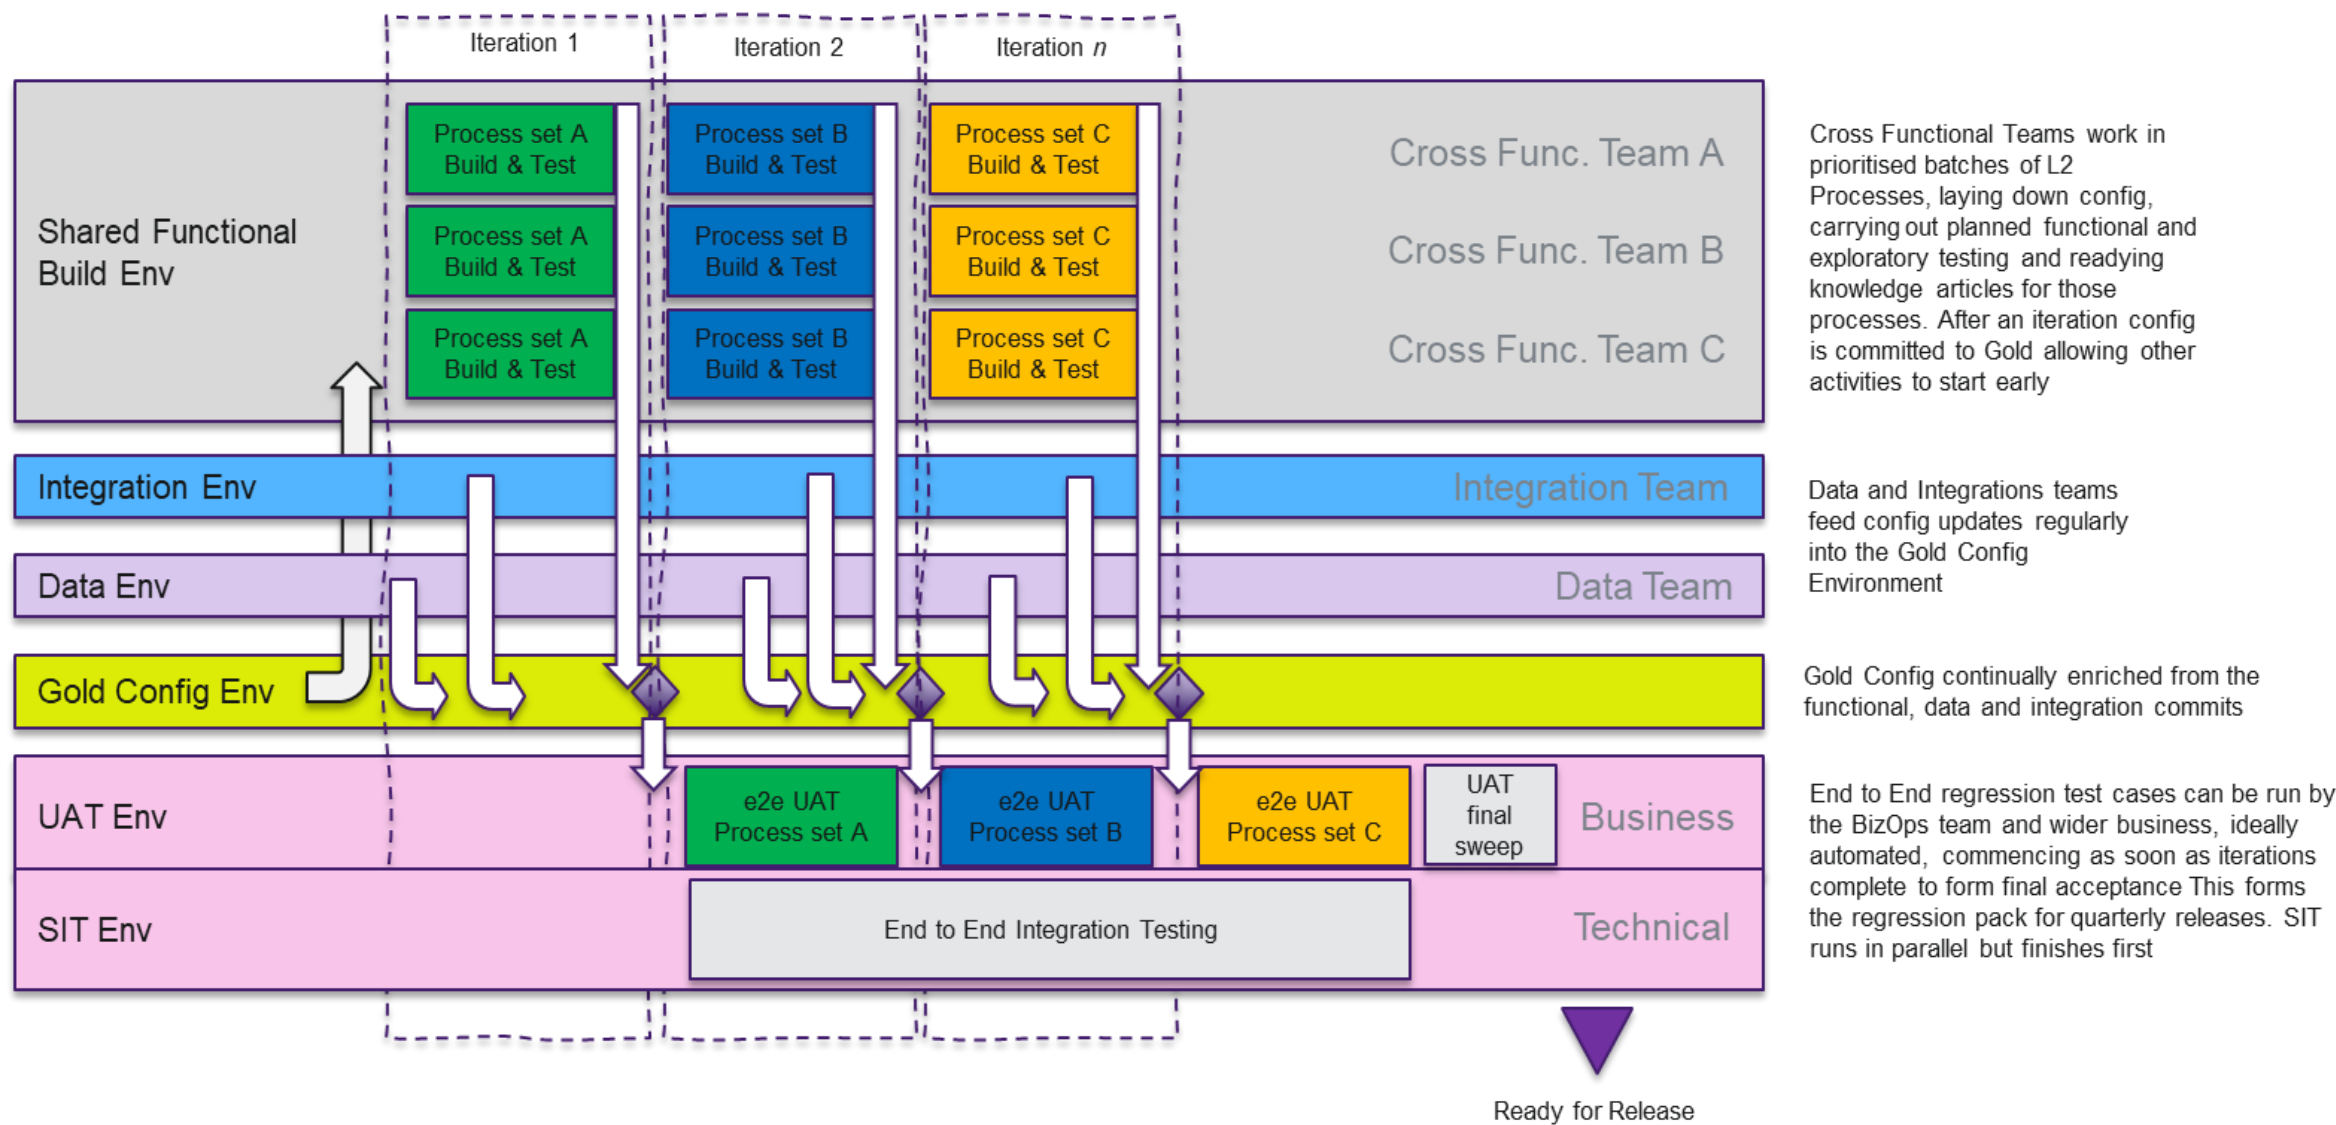 Iteration 1
Iteration 2
Iteration n
Shared Functional
Build Env
Process set A
Build & Test
Process set B
Build & Test
Process set C
Build & Test
Cross Func. Team A
Process set A
Build & Test
Process set B
Build & Test
Process set C
Build & Test
Cross Func. Team B
Process set A
Build & Test
Process set B
Build & Test
Process set C
Build & Test
Cross Func. Team C
Cross Functional Teams work in
prioritised batches of L2
Processes, laying down config,
carrying out planned functional and
exploratory testing and readying
knowledge articles for those
processes. After an iteration config
is committed to Gold allowing other
activities to start early
Integration Env
Integration Team
Data Env
Data Team
Data and Integrations teams
feed config updates regularly
into the Gold Config
Environment
Gold Config Env
Gold Config continually enriched from the
functional, data and integration commits
UAT Env
e2e UAT
Process set A
e2e UAT
Process set B
e2e UAT
Process set C
UAT
final
sweep
Business
SIT Env
End to End Integration Testing
Technical
End to End regression test cases can be run by
the BizOps team and wider business, ideally
automated, commencing as soon as iterations
complete to form final acceptance This forms
the regression pack for quarterly releases. SIT
runs in parallel but finishes first
Ready for Release